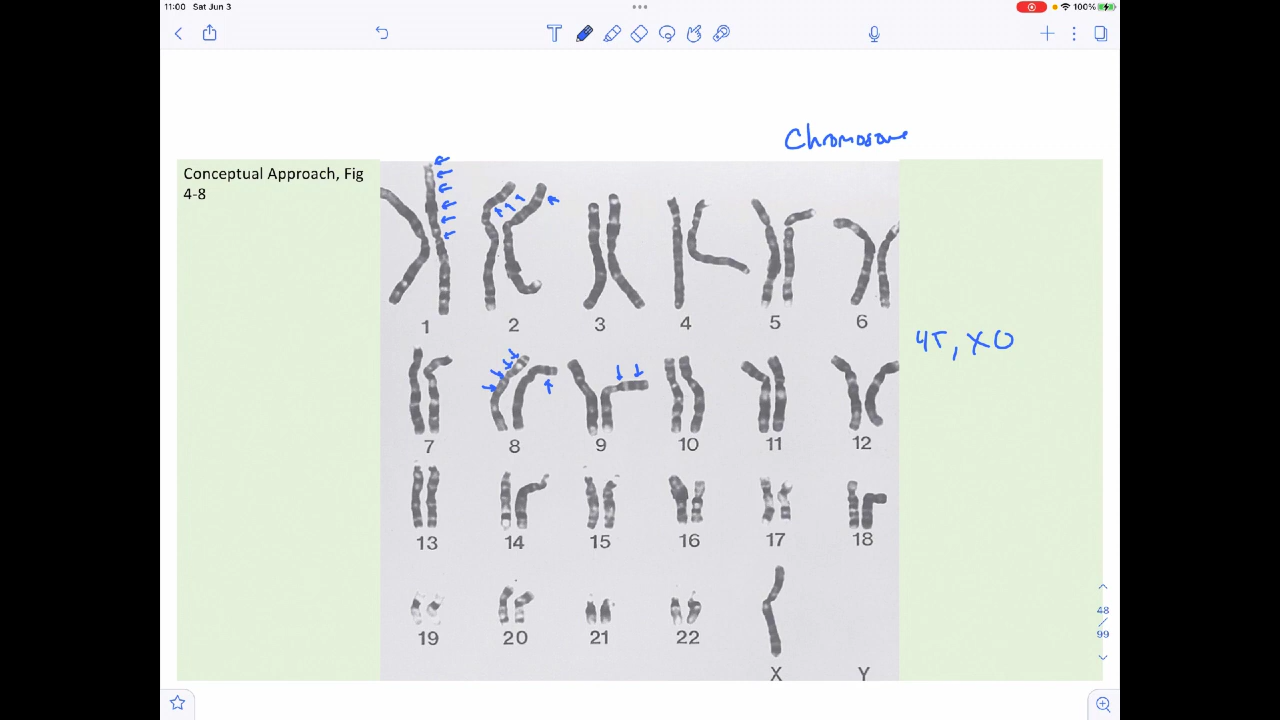 11:00 Sat Jun 3
100%
T
Chromosome
Conceptual Approach, Fig
4-8
1 2 3 4 5 6
45, XO
7 8 9 10 11 12
13 14 15 16 17 18
19 20 21 22
X Y
48
/
99